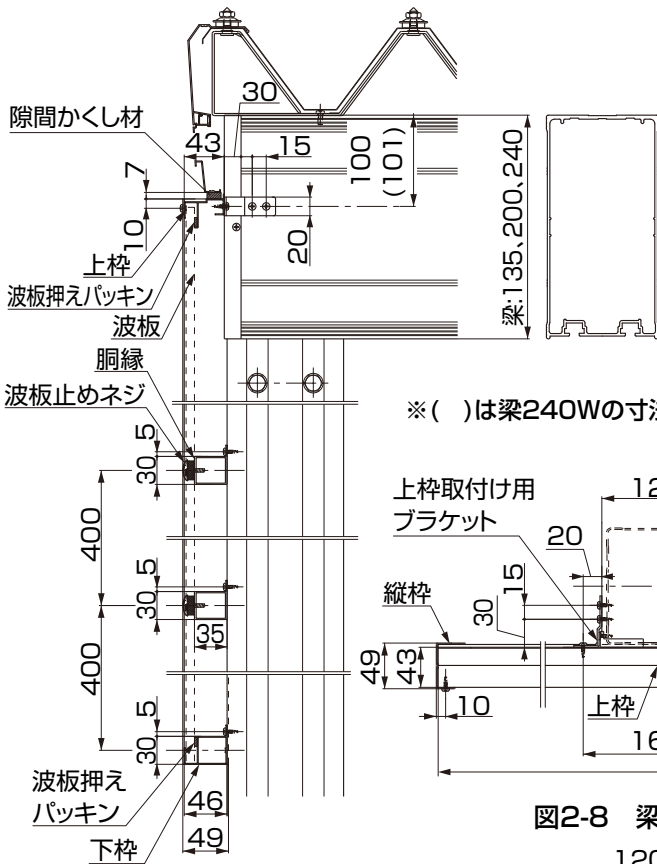 30
隙間かくし材
43
15
100
(101)
7
10
20
梁:135、200、240
上枠
波板押えパッキン
波板
胴縁
波板止めネジ
※( )は梁240Wの寸
5
30
400
上枠取付け用
ブラケット
12
20
15
30
縦枠
5
30
35
49
43
10
400
上枠
16
5
30
波板押え
パッキン
46
49
下枠
図2-8 梁
120